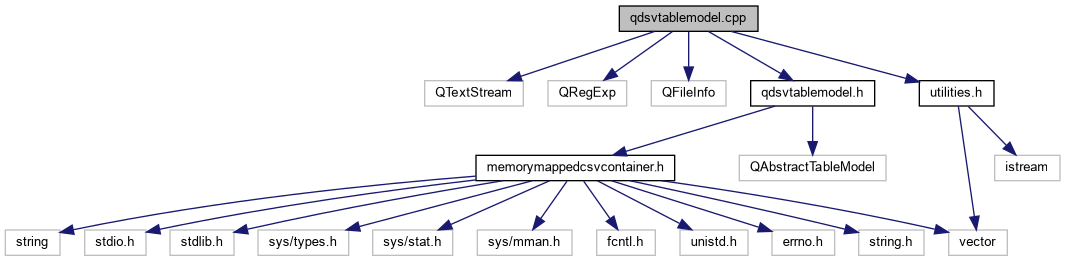 qdsvtablemodel.cpp
QTextStream
QRegExp
QFileInfo
qdsvtablemodel.h
utilities.h
memorymappedcsvcontainer.h
QAbstractTableModel
istream
string
stdio.h
stdlib.h
sys/types.h
sys/stat.h
sys/mman.h
fcntl.h
unistd.h
errno.h
string.h
vector